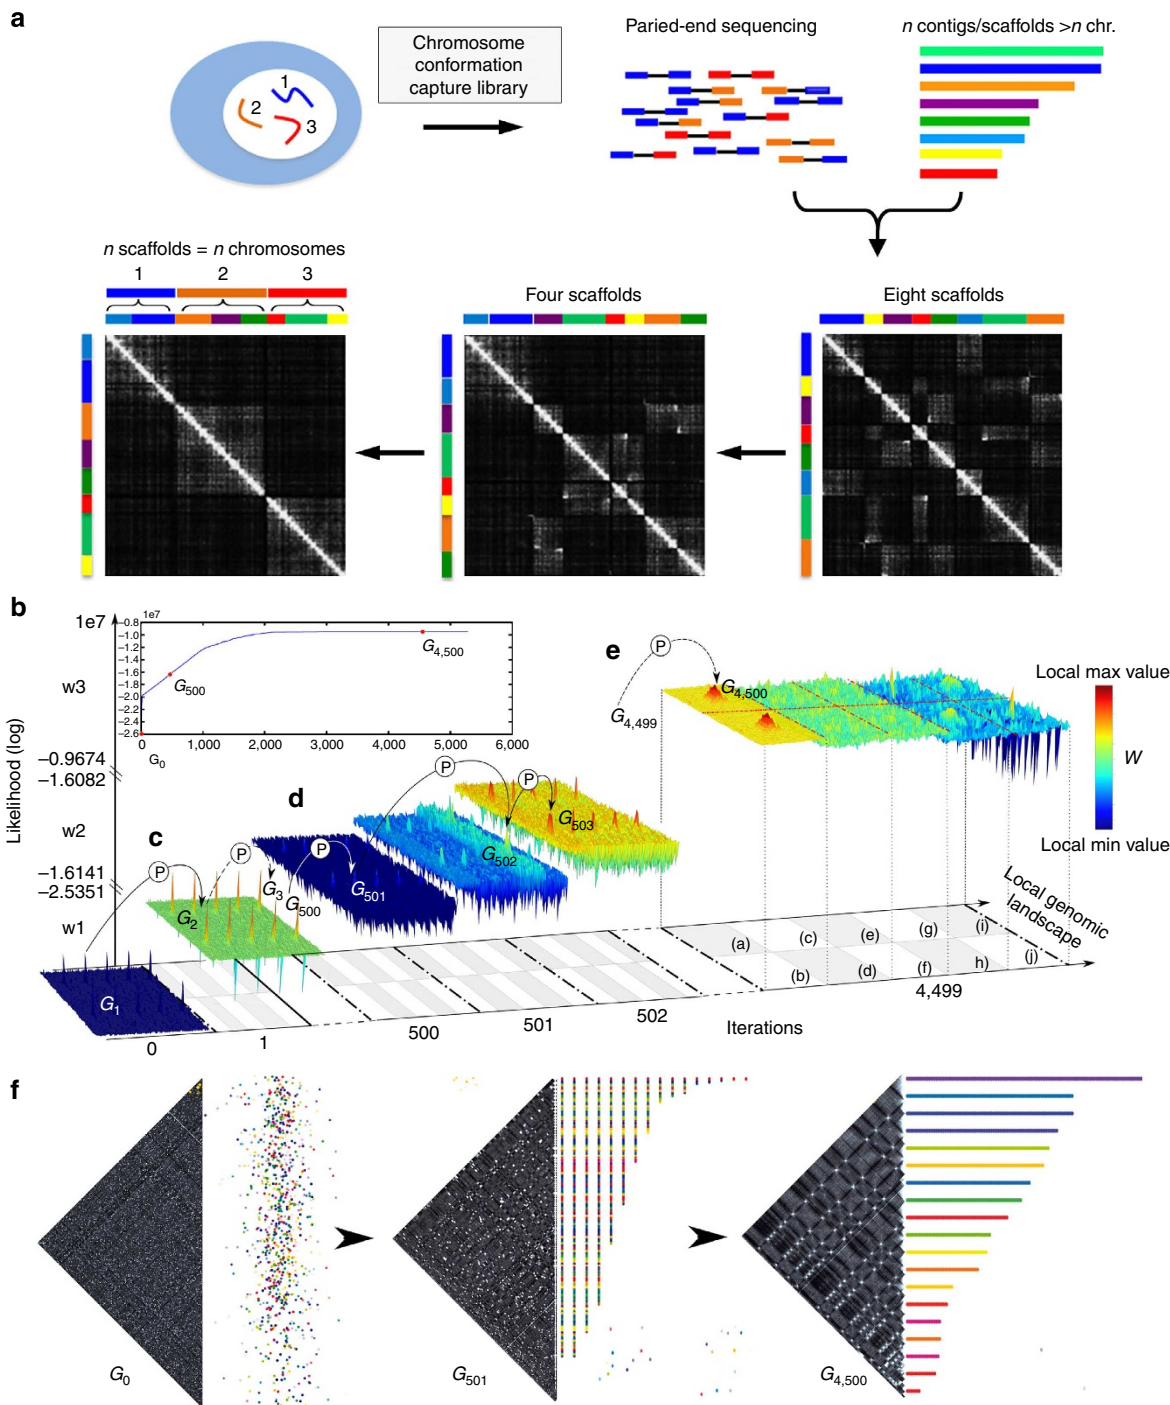 a
Chromosome
conformation
capture library
Paried-end sequencing
n contigs/scaffolds >n chr.
1
2
3
n scaffolds = n chromosomes
1 2 3
Four scaffolds
Eight scaffolds
b
1e7
w3
−0.9674
−1.6082
w2
−1.6141
−2.5351
w1
Likelihood (log)
1e7
−0.8
−1.0
−1.2
−1.4
−1.6
−1.8
−2.0
−2.2
−2.4
−2.6
0 1,000 2,000 3,000 4,000 5,000 6,000
G0
G500
G4,500
c
P
P
G1
G2
G3
G500
P
G501
d
P
P
G502
G503
e
P
G4,499
G4,500
Local max value
W
Local min value
Local genomic
landscape
(a) (c) (e) (g) (i)
(b) (d) (f) h) (j)
0 1 500 501 502 4,499
Iterations
f
G0
G501
G4,500